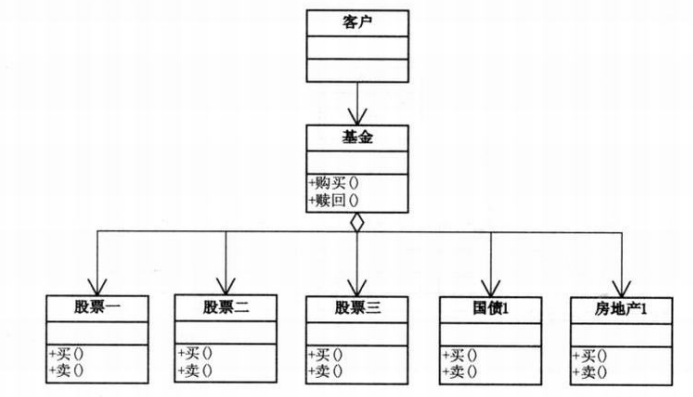 客户
基金
+购买()
+赎回()
股票一
股票二
股票三
国债1
房地产1
+买()
+买()
+买()
+买()
+买()
+卖()
+卖()
+卖()
+卖()
+卖()